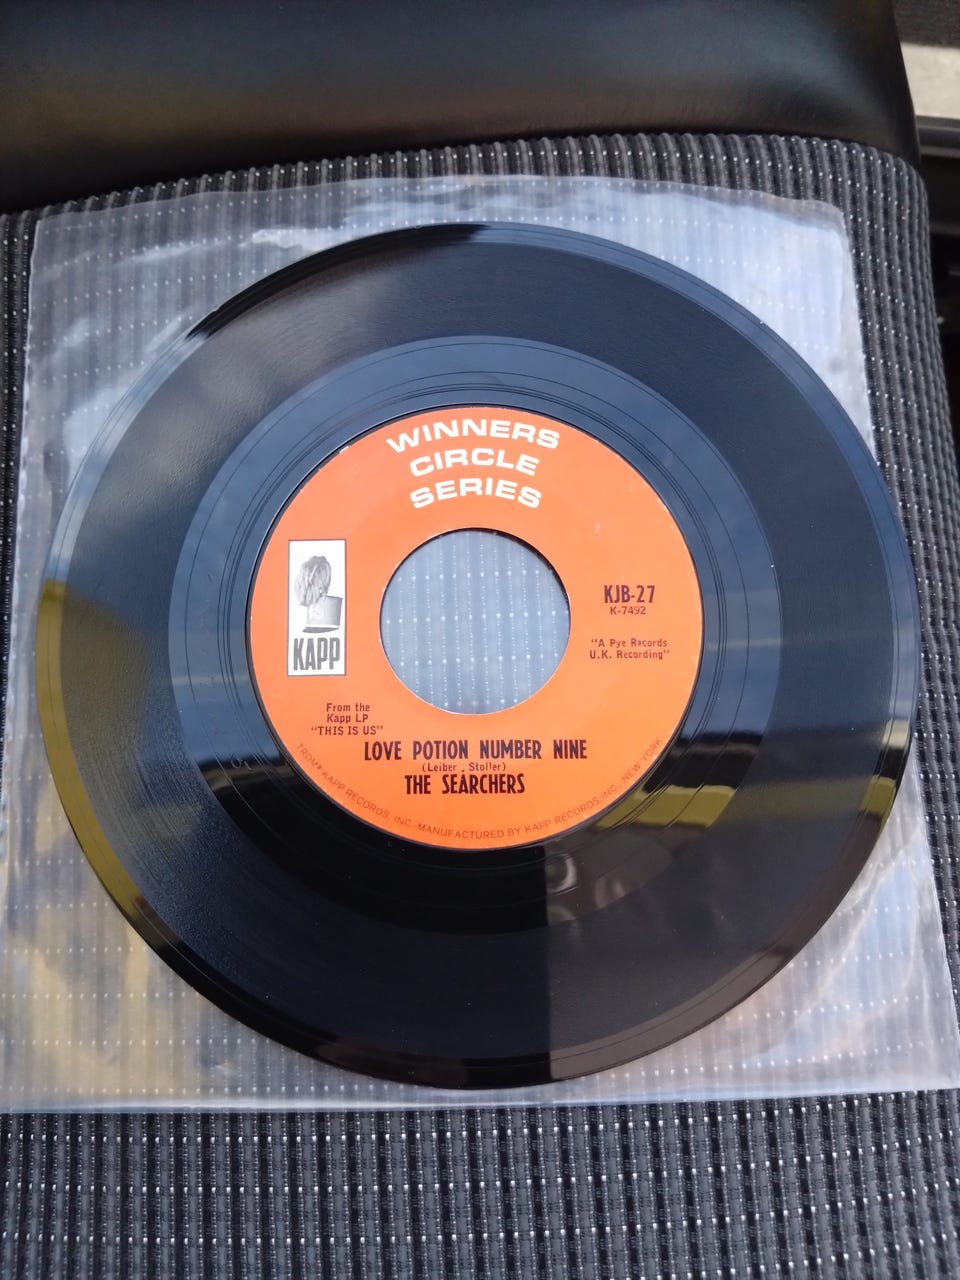 WINNERS
CIRCLE
SERIES
KAPP
KJB-27
K-7492
"A Pye Records
U.K. Recording"
From the
Kapp LP
"THIS IS US"
LOVE POTION NUMBER NINE
(Leiber, Stoller)
THE SEARCHERS
TRDMK KAPP RECORDS, INC. MANUFACTURED BY KAPP RECORDS, INC. NEW YORK